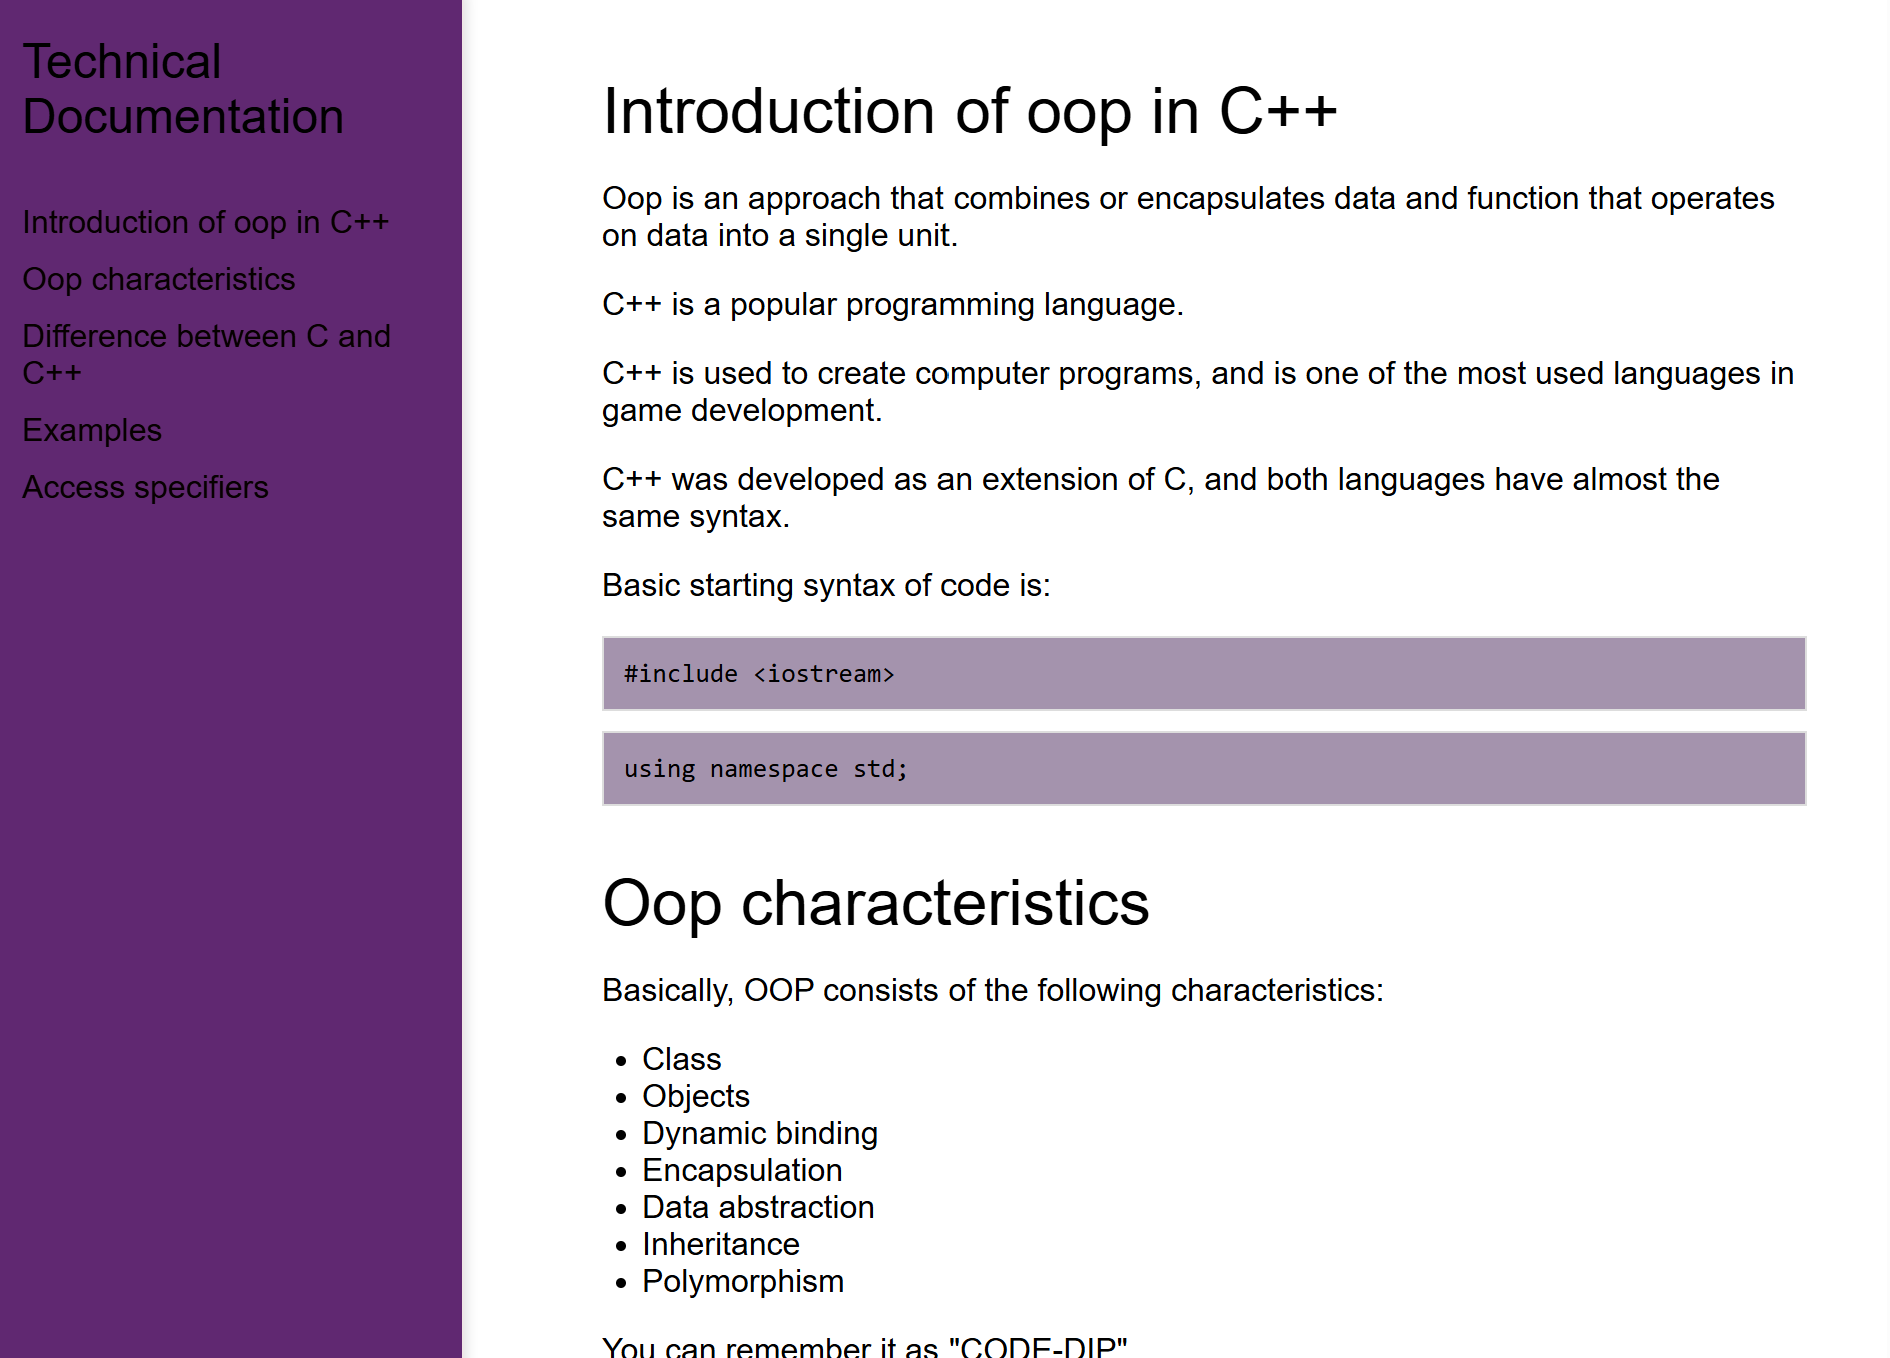 Technical
Documentation
Introduction of oop in C++
Oop characteristics
Difference between C and
C++
Examples
Access specifiers
Introduction of oop in C++
Oop is an approach that combines or encapsulates data and function that operates
on data into a single unit.
C++ is a popular programming language.
C++ is used to create computer programs, and is one of the most used languages in
game development.
C++ was developed as an extension of C, and both languages have almost the
same syntax.
Basic starting syntax of code is:
#include <iostream>
using namespace std;
Oop characteristics
Basically, OOP consists of the following characteristics:
• Class
• Objects
• Dynamic binding
• Encapsulation
• Data abstraction
• Inheritance
• Polymorphism
You can remember it as "CODE-DIP"